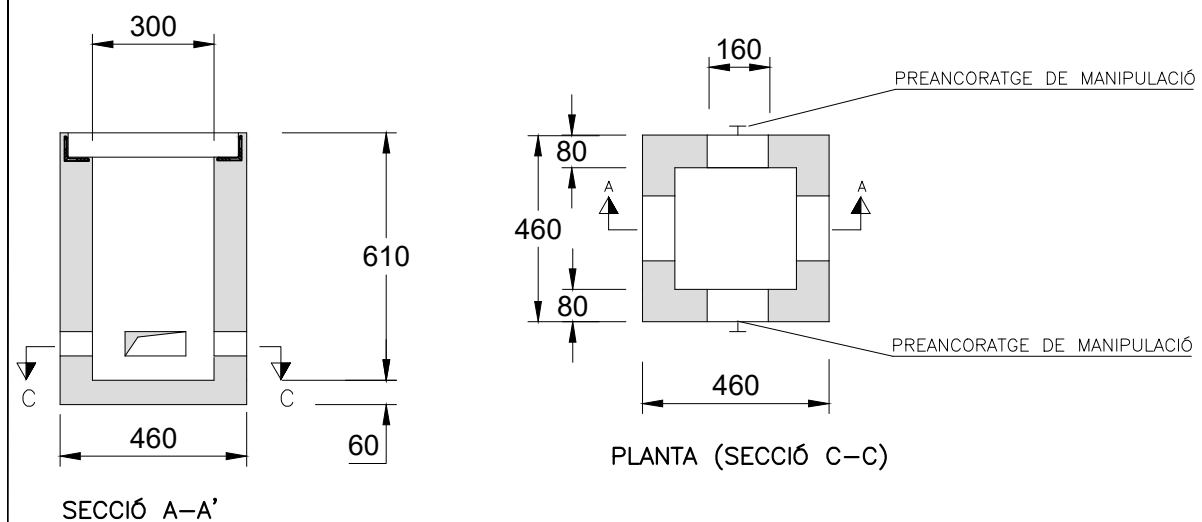 300
610
C
C
460
60
SECCIÓ A-A'
160
PREANCORATGE DE MANIPULACIÓ
80
A
A
460
80
PREANCORATGE DE MANIPULACIÓ
460
PLANTA (SECCIÓ C-C)